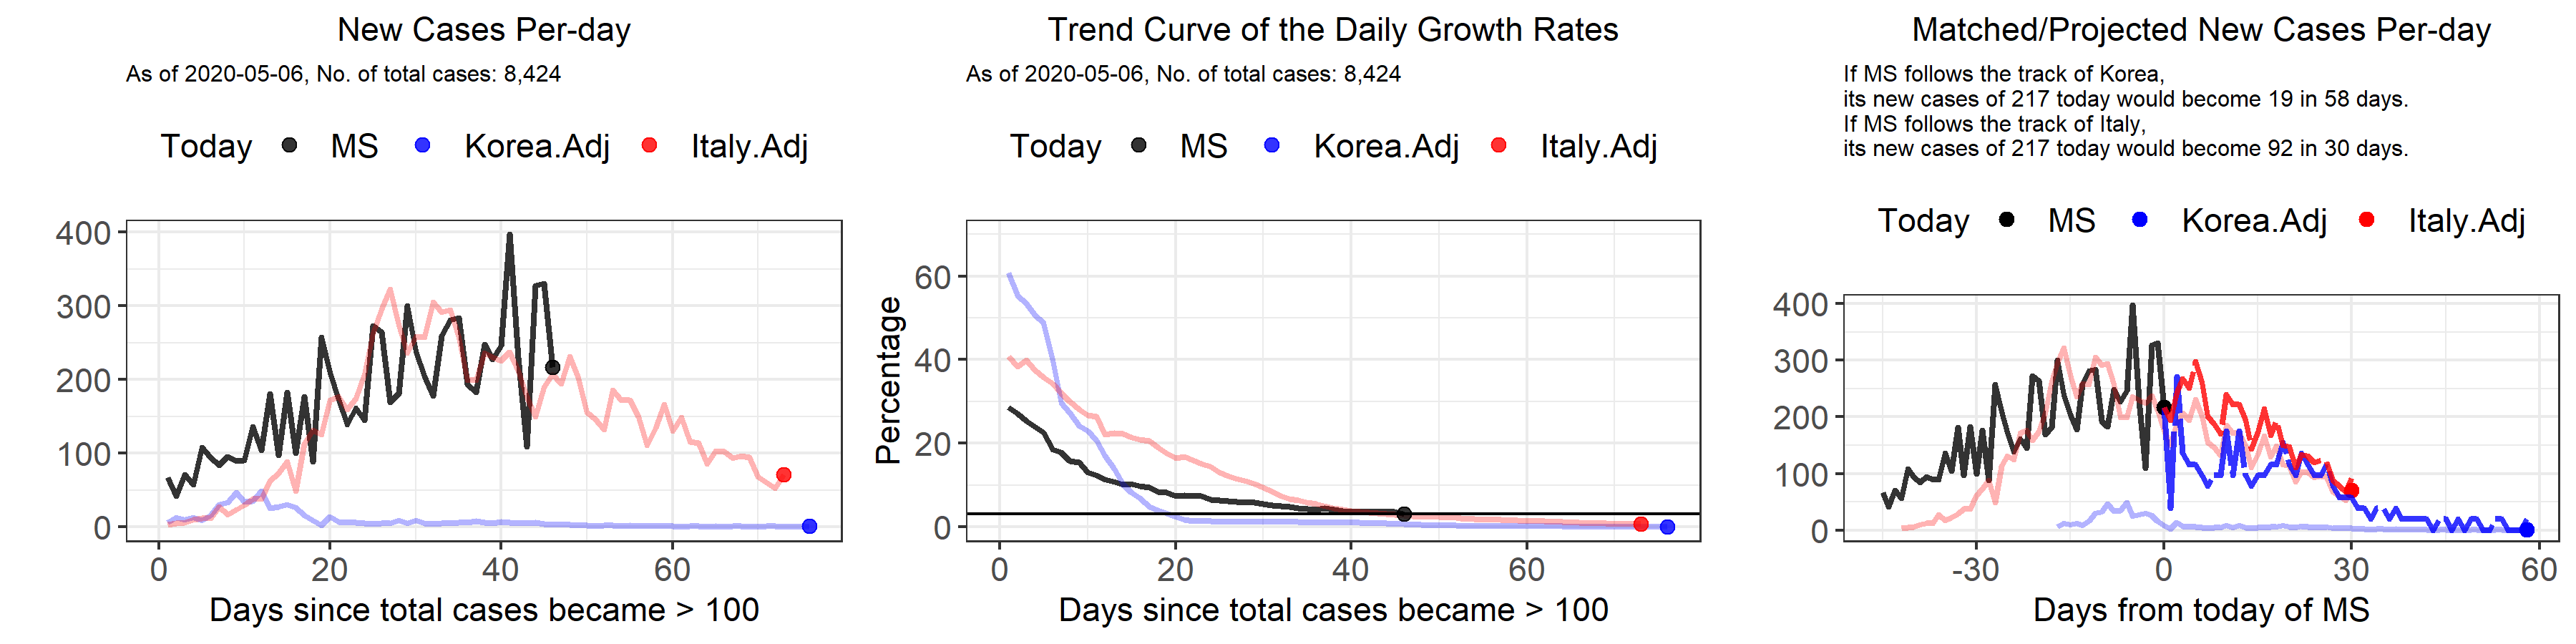 New Cases Per-day
As of 2020-05-06, No. of total cases: 8,424
Today MS Korea.Adj Italy.Adj
400
300
200
100
0
0 20 40 60
Days since total cases became > 100
Trend Curve of the Daily Growth Rates
As of 2020-05-06, No. of total cases: 8,424
Today MS Korea.Adj Italy.Adj
Percentage
60
40
20
0
0 20 40 60
Days since total cases became > 100
Matched/Projected New Cases Per-day
If MS follows the track of Korea,
its new cases of 217 today would become 19 in 58 days.
If MS follows the track of Italy,
its new cases of 217 today would become 92 in 30 days.
Today MS Korea.Adj Italy.Adj
400
300
200
100
0
-30 0 30 60
Days from today of MS